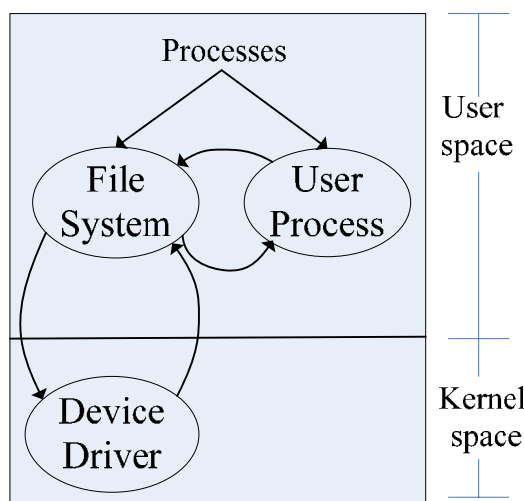 Processes
User
space
File
System
User
Process
Device
Driver
Kernel
space